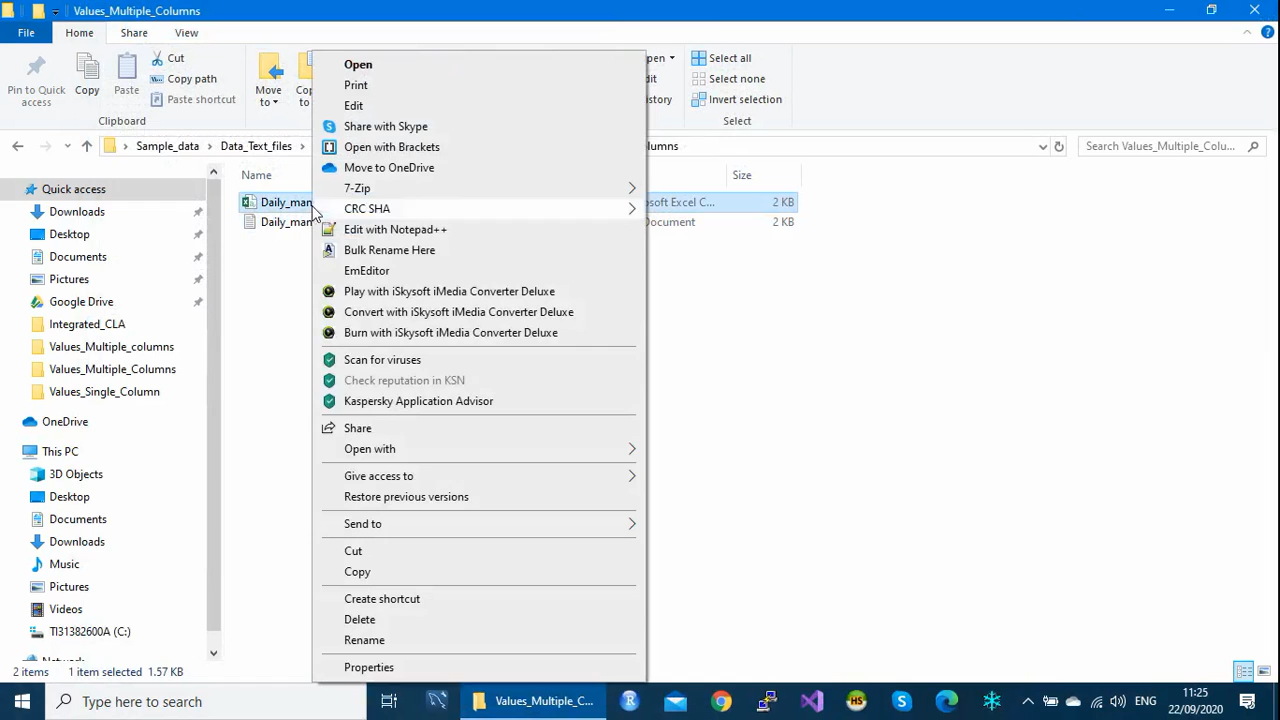 Values_Multiple_Columns
File
Home
Share
View
Pin to Quick access
Copy
Paste
Cut
Copy path
Paste shortcut
Clipboard
Move to
Select all
Select none
Invert selection
Select
Sample_data
Data_Text_files
Search Values_Multiple_Colu...
Name
Size
Quick access
Downloads
Desktop
Documents
Pictures
Google Drive
Integrated_CLA
Values_Multiple_columns
Values_Multiple_Columns
Values_Single_Column
OneDrive
This PC
3D Objects
Desktop
Documents
Downloads
Music
Pictures
Videos
TI31382600A (C:)
Network
Daily_man
osoft Excel C...
2 KB
Daily_man
Document
2 KB
Open
Print
Edit
Share with Skype
Open with Brackets
Move to OneDrive
7-Zip
CRC SHA
Edit with Notepad++
Bulk Rename Here
EmEditor
Play with iSkysoft iMedia Converter Deluxe
Convert with iSkysoft iMedia Converter Deluxe
Burn with iSkysoft iMedia Converter Deluxe
Scan for viruses
Check reputation in KSN
Kaspersky Application Advisor
Share
Open with
Give access to
Restore previous versions
Send to
Cut
Copy
Create shortcut
Delete
Rename
Properties
2 items
1 item selected 1.57 KB
Type here to search
Values_Multiple_C...
ENG
11:25
22/09/2020